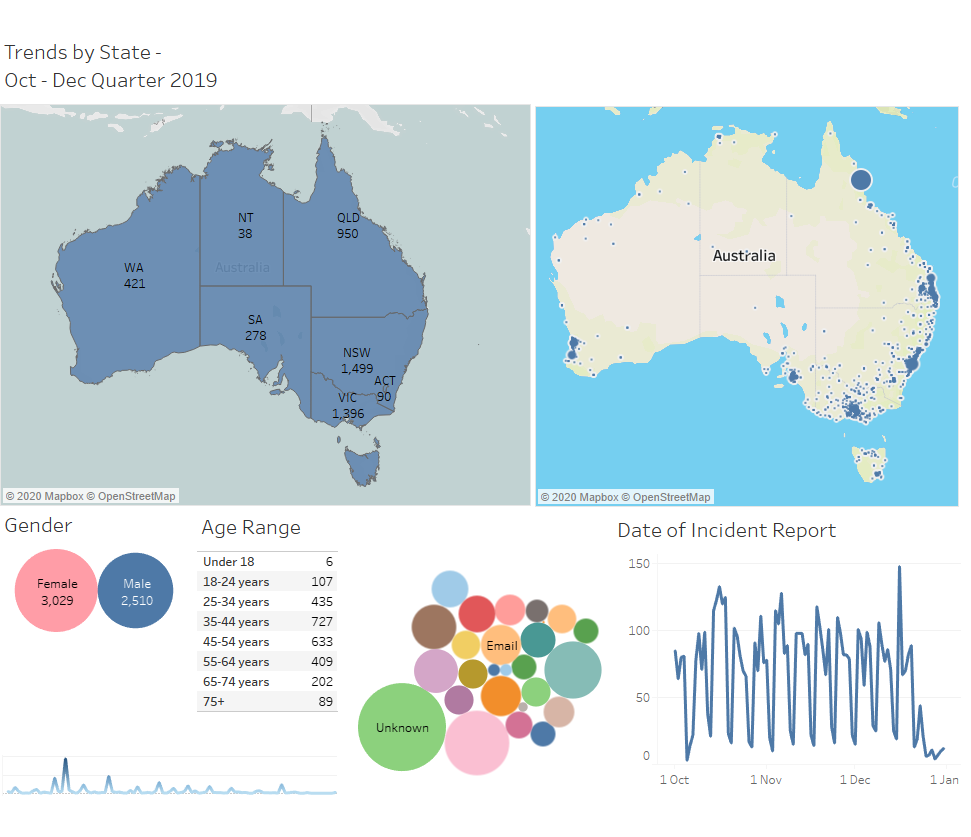 Trends by State -
Oct - Dec Quarter 2019
NT
38
QLD
950
Australia
WA
421
SA
278
NSW
1,499
ACT
90
VIC
1,396
© 2020 Mapbox © OpenStreetMap
Australia
© 2020 Mapbox © OpenStreetMap
Gender
Female
3,029
Male
2,510
Age Range
Under 18 6
18-24 years 107
25-34 years 435
35-44 years 727
45-54 years 633
55-64 years 409
65-74 years 202
75+ 89
Email
Unknown
Date of Incident Report
150
100
50
0
1 Oct 1 Nov 1 Dec 1 Jan